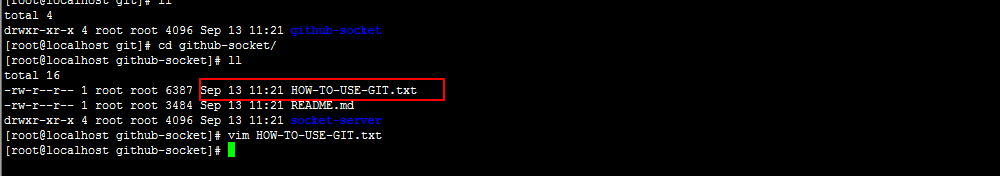 [root@localhost git]# ll
total 4
drwxr-xr-x 4 root root 4096 Sep 13 11:21 github-socket
[root@localhost git]# cd github-socket/
[root@localhost github-socket]# ll
total 16
-rw-r--r-- 1 root root 6387 Sep 13 11:21 HOW-TO-USE-GIT.txt
-rw-r--r-- 1 root root 3484 Sep 13 11:21 README.md
drwxr-xr-x 4 root root 4096 Sep 13 11:21 socket-server
[root@localhost github-socket]# vim HOW-TO-USE-GIT.txt
[root@localhost github-socket]#